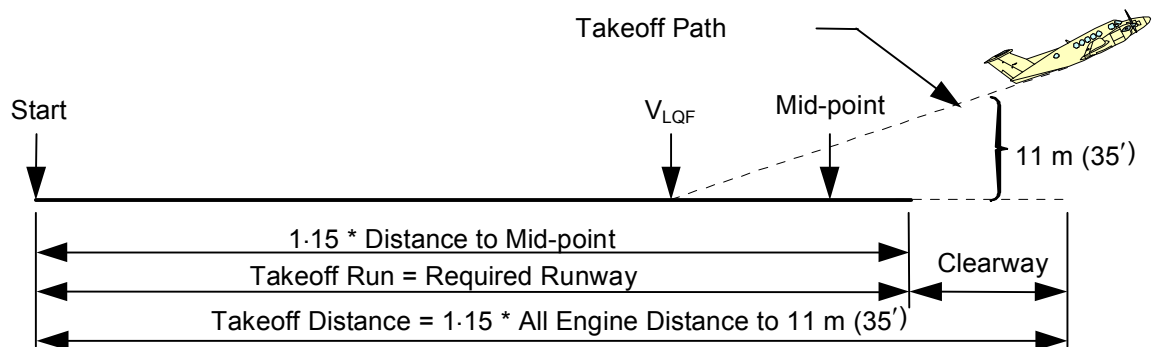 Takeoff Path
Start
V_LQF
Mid-point
11 m (35′)
1·15 * Distance to Mid-point
Takeoff Run = Required Runway
Clearway
Takeoff Distance = 1·15 * All Engine Distance to 11 m (35′)